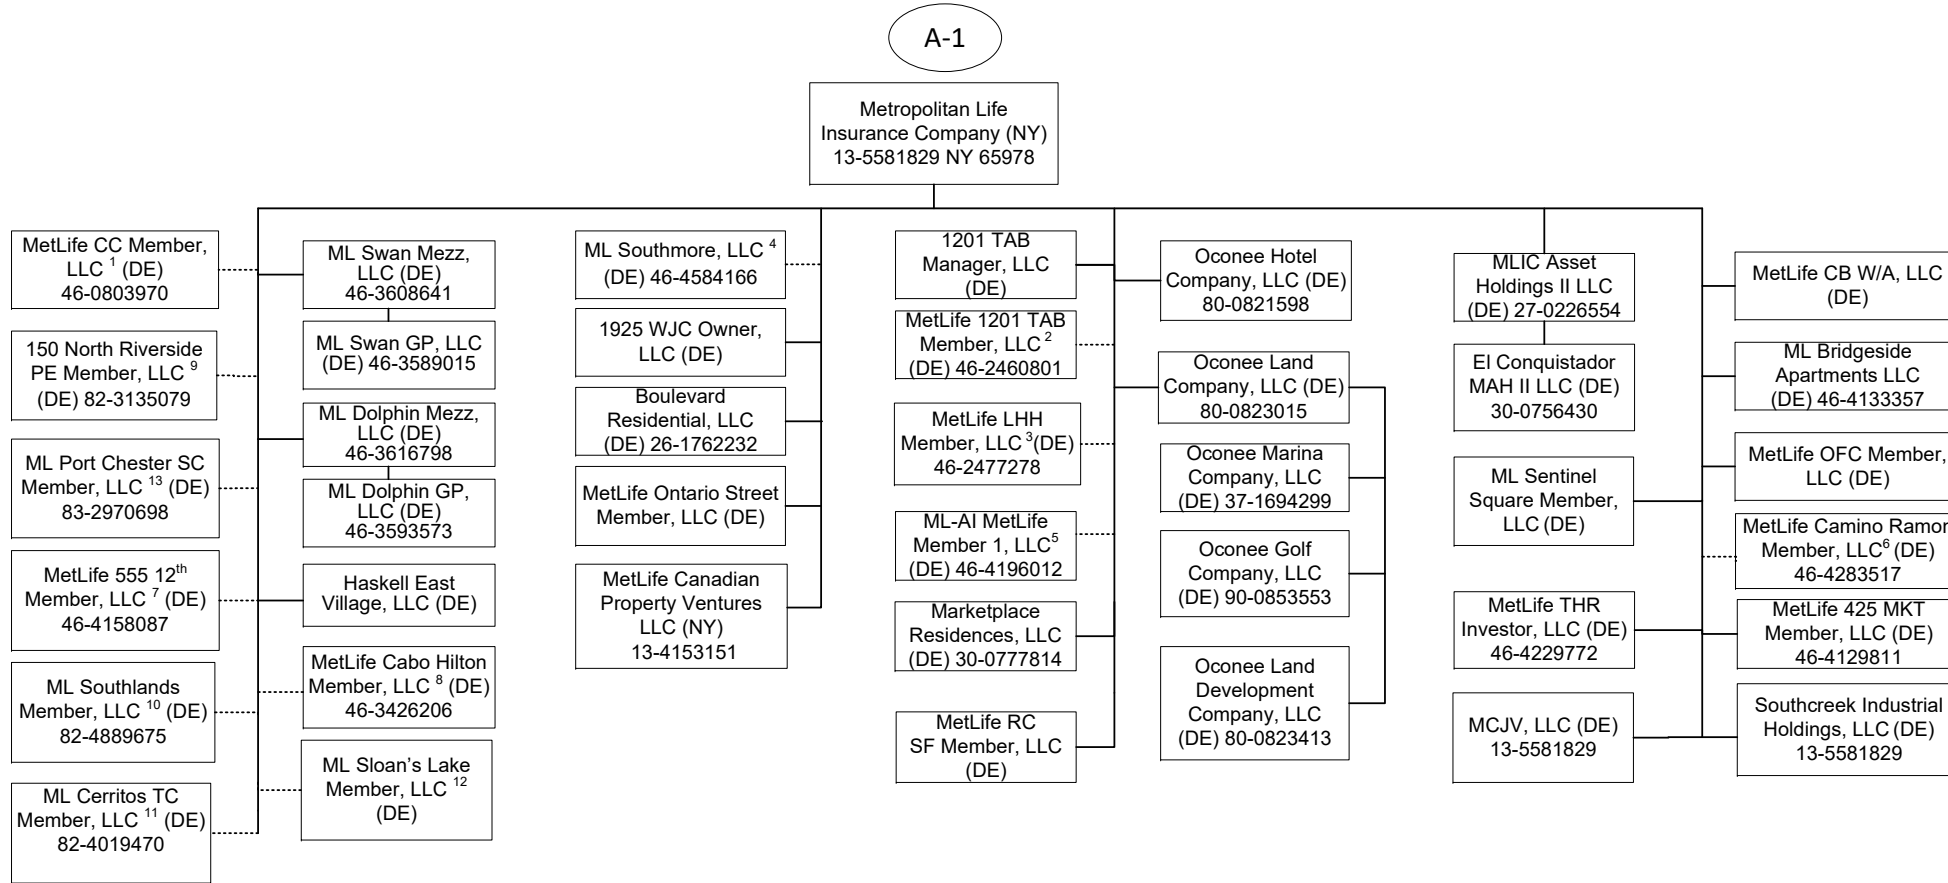 A-1
Metropolitan Life
Insurance Company (NY)
13-5581829 NY 65978
MetLife CC Member,
LLC 1 (DE)
46-0803970
150 North Riverside
PE Member, LLC 9
(DE) 82-3135079
ML Port Chester SC
Member, LLC 13 (DE)
83-2970698
MetLife 555 12th
Member, LLC 7 (DE)
46-4158087
ML Southlands
Member, LLC 10 (DE)
82-4889675
ML Cerritos TC
Member, LLC 11 (DE)
82-4019470
ML Swan Mezz,
LLC (DE)
46-3608641
ML Swan GP, LLC
(DE) 46-3589015
ML Dolphin Mezz,
LLC (DE)
46-3616798
ML Dolphin GP,
LLC (DE)
46-3593573
Haskell East
Village, LLC (DE)
MetLife Cabo Hilton
Member, LLC 8 (DE)
46-3426206
ML Sloan's Lake
Member, LLC 12
(DE)
ML Southmore, LLC 4
(DE) 46-4584166
1925 WJC Owner,
LLC (DE)
Boulevard
Residential, LLC
(DE) 26-1762232
MetLife Ontario Street
Member, LLC (DE)
MetLife Canadian
Property Ventures
LLC (NY)
13-4153151
1201 TAB
Manager, LLC
(DE)
MetLife 1201 TAB
Member, LLC 2
(DE) 46-2460801
MetLife LHH
Member, LLC 3(DE)
46-2477278
ML-AI MetLife
Member 1, LLC5
(DE) 46-4196012
Marketplace
Residences, LLC
(DE) 30-0777814
MetLife RC
SF Member, LLC
(DE)
Oconee Hotel
Company, LLC (DE)
80-0821598
Oconee Land
Company, LLC (DE)
80-0823015
Oconee Marina
Company, LLC
(DE) 37-1694299
Oconee Golf
Company, LLC
(DE) 90-0853553
Oconee Land
Development
Company, LLC
(DE) 80-0823413
MLIC Asset
Holdings II LLC
(DE) 27-0226554
El Conquistador
MAH II LLC (DE)
30-0756430
ML Sentinel
Square Member,
LLC (DE)
MetLife THR
Investor, LLC (DE)
46-4229772
MCJV, LLC (DE)
13-5581829
MetLife CB W/A, LLC
(DE)
ML Bridgeside
Apartments LLC
(DE) 46-4133357
MetLife OFC Member,
LLC (DE)
MetLife Camino Ramon
Member, LLC6 (DE)
46-4283517
MetLife 425 MKT
Member, LLC (DE)
46-4129811
Southcreek Industrial
Holdings, LLC (DE)
13-5581829